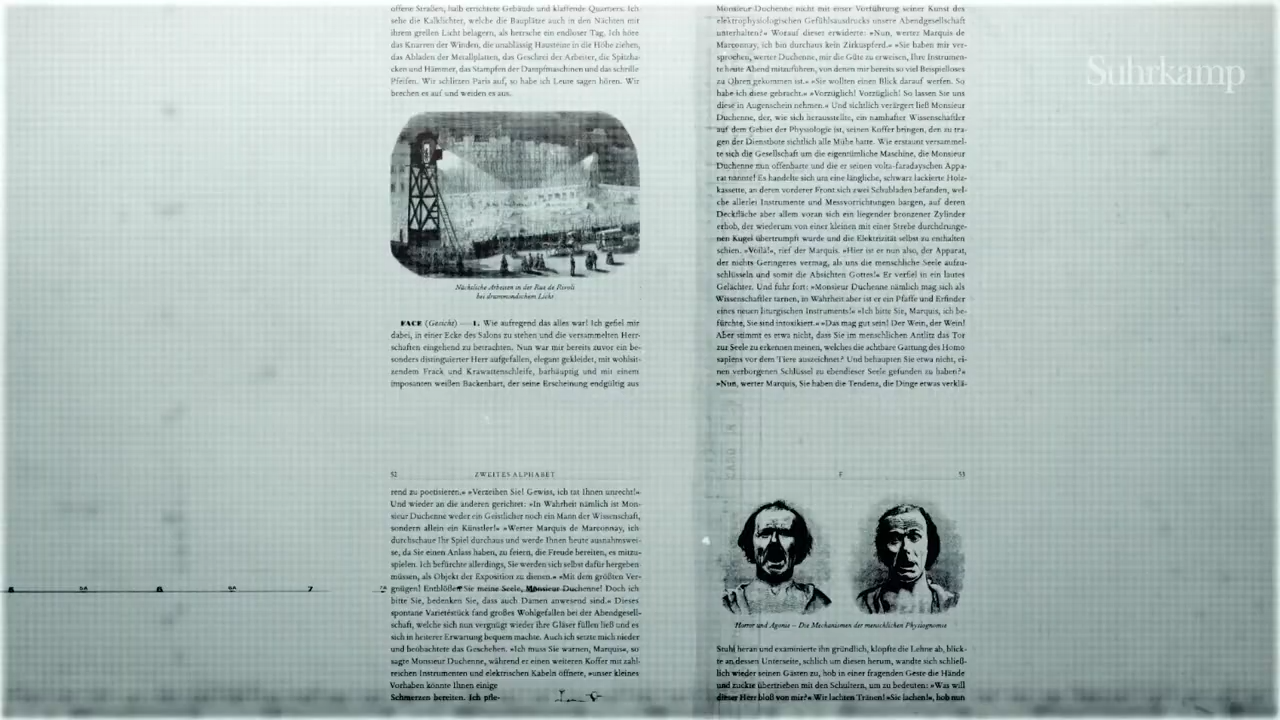 offene Straßen, halb errichtete Gebäude und klaffende Quartiers. Ich
sehe die Kalklichter, welche die Bauplätze auch in den Nächten mit
ihrem grellen Licht belagern, als herrsche ein endloser Tag. Ich höre
das Knarren der Winden, die unablässig Hausteine in die Höhe ziehen,
das Abladen der Metallplatten, das Geschrei der Arbeiter, die Spitzha-
cken und Hämmer, das Stampfen der Dampfmaschinen und das schrille
Pfeifen. Wir schlitzen Paris auf, so habe ich Leute sagen hören. Wir
brechen es auf und weiden es aus.
Nächtliche Arbeiten in der Rue de Rivoli
bei drummondschem Licht
FACE (Gesicht) — 1. Wie aufregend das alles war! Ich gefiel mir
dabei, in einer Ecke des Salons zu stehen und die versammelten Herr-
schaften eingehend zu betrachten. Nun war mir bereits zuvor ein be-
sonders distinguierter Herr aufgefallen, elegant gekleidet, mit wohlsit-
zendem Frack und Krawattenschleife, barhäuptig und mit einem
imposanten weißen Backenbart, der seine Erscheinung endgültig aus
52 ZWEITES ALPHABET
rend zu poetisieren.« »Verzeihen Sie! Gewiss, ich tat Ihnen unrecht!«
Und wieder an die anderen gerichtet: »In Wahrheit nämlich ist Mon-
sieur Duchenne weder ein Geistlicher noch ein Mann der Wissenschaft,
sondern allein ein Künstler!« »Werter Marquis de Marconnay, ich
durchschaue Ihr Spiel durchaus und werde Ihnen heute ausnahmswei-
se, da Sie einen Anlass haben, zu feiern, die Freude bereiten, es mitzu-
spielen. Ich befürchte allerdings, Sie werden sich selbst dafür hergeben
müssen, als Objekt der Exposition zu dienen.« »Mit dem größten Ver-
gnügen! Entblößen Sie meine Seele, Monsieur Duchenne! Doch ich
bitte Sie, bedenken Sie, dass auch Damen anwesend sind.« Dieses
spontane Varietéstück fand großes Wohlgefallen bei der Abendgesell-
schaft, welche sich nun vergnügt wieder ihre Gläser füllen ließ und es
sich in heiterer Erwartung bequem machte. Auch ich setzte mich nieder
und beobachtete das Geschehen. »Ich muss Sie warnen, Marquis«, so
sagte Monsieur Duchenne, während er einen weiteren Koffer mit zahl-
reichen Instrumenten und elektrischen Kabeln öffnete, »unser kleines
Vorhaben könnte Ihnen einige
Schmerzen bereiten. Ich pfle-
Monsieur Duchenne nicht mit einer Vorführung seiner Kunst des
elektrophysiologischen Gefühlsausdrucks unsere Abendgesellschaft
unterhalten?« Worauf dieser erwiderte: »Nun, werter Marquis de
Marconnay, ich bin durchaus kein Zirkuspferd.« »Sie haben mir ver-
sprochen, werter Duchenne, mir die Güte zu erweisen, Ihre Instrumen-
te heute Abend mitzuführen, von denen mir bereits so viel Beispielloses
zu Ohren gekommen ist.« »Sie wollten einen Blick darauf werfen. So
habe ich diese gebracht.« »Vorzüglich! Vorzüglich! So lassen Sie uns
diese in Augenschein nehmen.« Und sichtlich verärgert ließ Monsieur
Duchenne, der, wie sich herausstellte, ein namhafter Wissenschaftler
auf dem Gebiet der Physiologie ist, seinen Koffer bringen, den zu tra-
gen der Dienstbote sichtlich alle Mühe hatte. Wie erstaunt versammel-
te sich die Gesellschaft um die eigentümliche Maschine, die Monsieur
Duchenne nun offenbarte und die er seinen volta-faradayschen Appa-
rat nannte! Es handelte sich um eine längliche, schwarz lackierte Holz-
kassette, an deren vorderer Front sich zwei Schubladen befanden, wel-
che allerlei Instrumente und Messvorrichtungen bargen, auf deren
Deckfläche aber allem voran sich ein liegender bronzener Zylinder
erhob, der wiederum von einer kleinen mit einer Strebe durchdrunge-
nen Kugel übertrumpft wurde und die Elektrizität selbst zu enthalten
schien. »Voilà!«, rief der Marquis. »Hier ist er nun also, der Apparat,
der nichts Geringeres vermag, als uns die menschliche Seele aufzu-
schlüsseln und somit die Absichten Gottes!« Er verfiel in ein lautes
Gelächter. Und fuhr fort: »Monsieur Duchenne nämlich mag sich als
Wissenschaftler tarnen, in Wahrheit aber ist er ein Pfaffe und Erfinder
eines neuen liturgischen Instruments!« »Ich bitte Sie, Marquis, ich be-
fürchte, Sie sind intoxikiert.« »Das mag gut sein! Der Wein, der Wein!
Aber stimmt es etwa nicht, dass Sie im menschlichen Antlitz das Tor
zur Seele zu erkennen meinen, welches die achtbare Gattung des Homo
sapiens vor dem Tiere auszeichnet? Und behaupten Sie etwa nicht, ei-
nen verborgenen Schlüssel zu ebendieser Seele gefunden zu haben?«
»Nun, werter Marquis, Sie haben die Tendenz, die Dinge etwas verklä-
F 53
Horror und Agonie – Die Mechanismen der menschlichen Physiognomie
Stuhl heran und examinierte ihn gründlich, klopfte die Lehne ab, blick-
te an dessen Unterseite, schlich um diesen herum, wandte sich schließ-
lich wieder seinen Gästen zu, hob in einer fragenden Geste die Hände
und zuckte übertrieben mit den Schultern, um zu bedeuten: »Was will
dieser Herr bloß von mir?« Wir lachten Tränen! »Sie lachen!«, hob nun
Suhrkamp